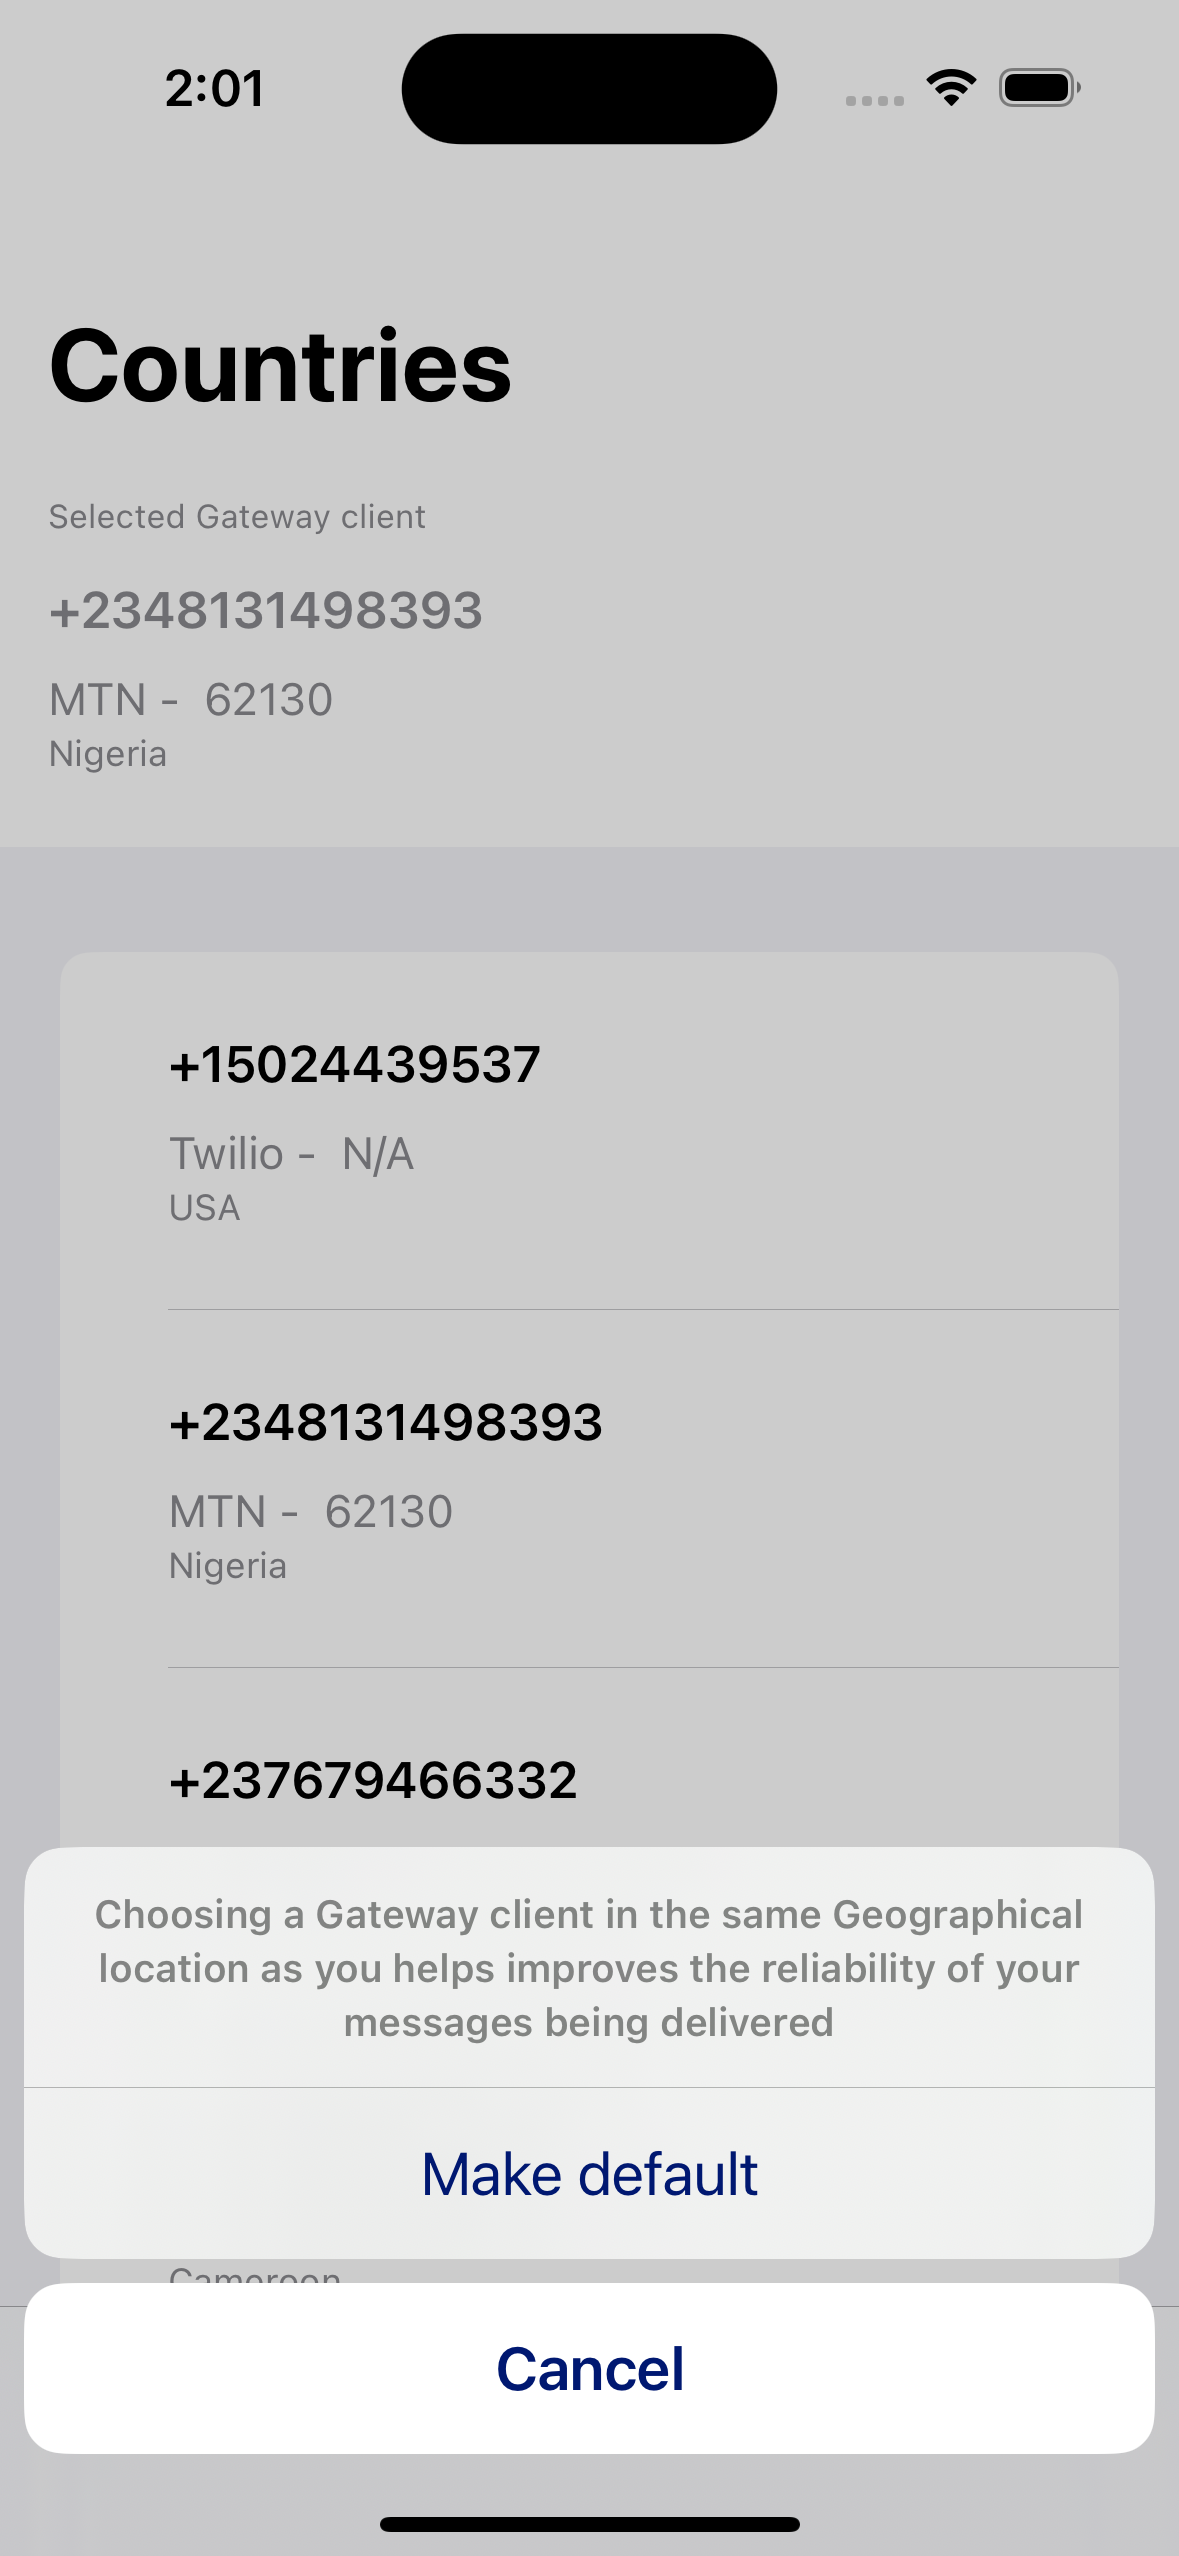 2:01
Countries
Selected Gateway client
+2348131498393
MTN - 62130
Nigeria
+15024439537
Twilio - N/A
USA
+2348131498393
MTN - 62130
Nigeria
+237679466332
Choosing a Gateway client in the same Geographical
location as you helps improves the reliability of your
messages being delivered
Make default
Cameroon
Cancel